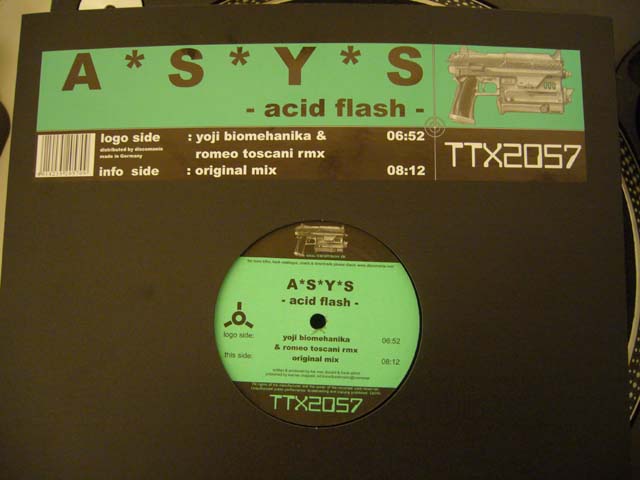 A*S*Y*S
- acid flash -
logo side : yoji biomehanika & 06:52
distributed by discomania
made in Germany
romeo toscani rmx
info side : original mix 08:12
TTX2057
A*S*Y*S
- acid flash -
logo side: yoji biomehanika 06:52
& romeo toscani rmx
this side: original mix 08:12
TTX2057